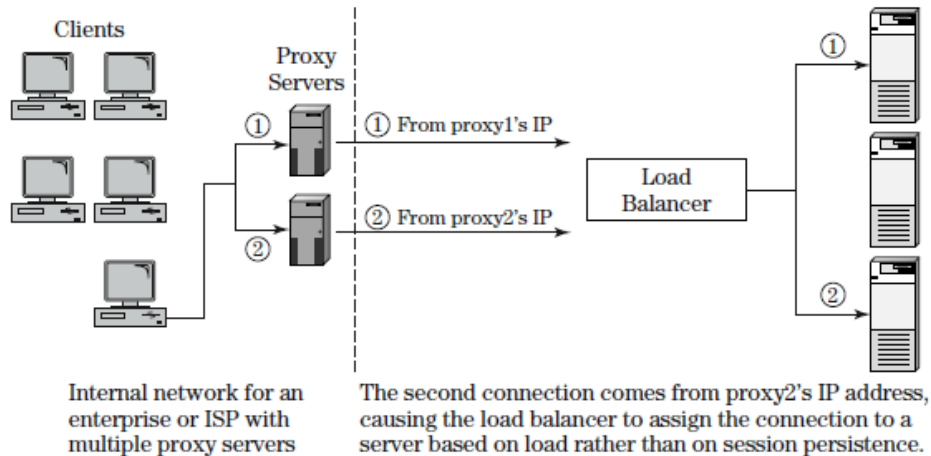 Clients
Proxy
Servers
①
① From proxy1's IP
②
② From proxy2's IP
Load
Balancer
①
②
Internal network for an
enterprise or ISP with
multiple proxy servers
The second connection comes from proxy2's IP address,
causing the load balancer to assign the connection to a
server based on load rather than on session persistence.